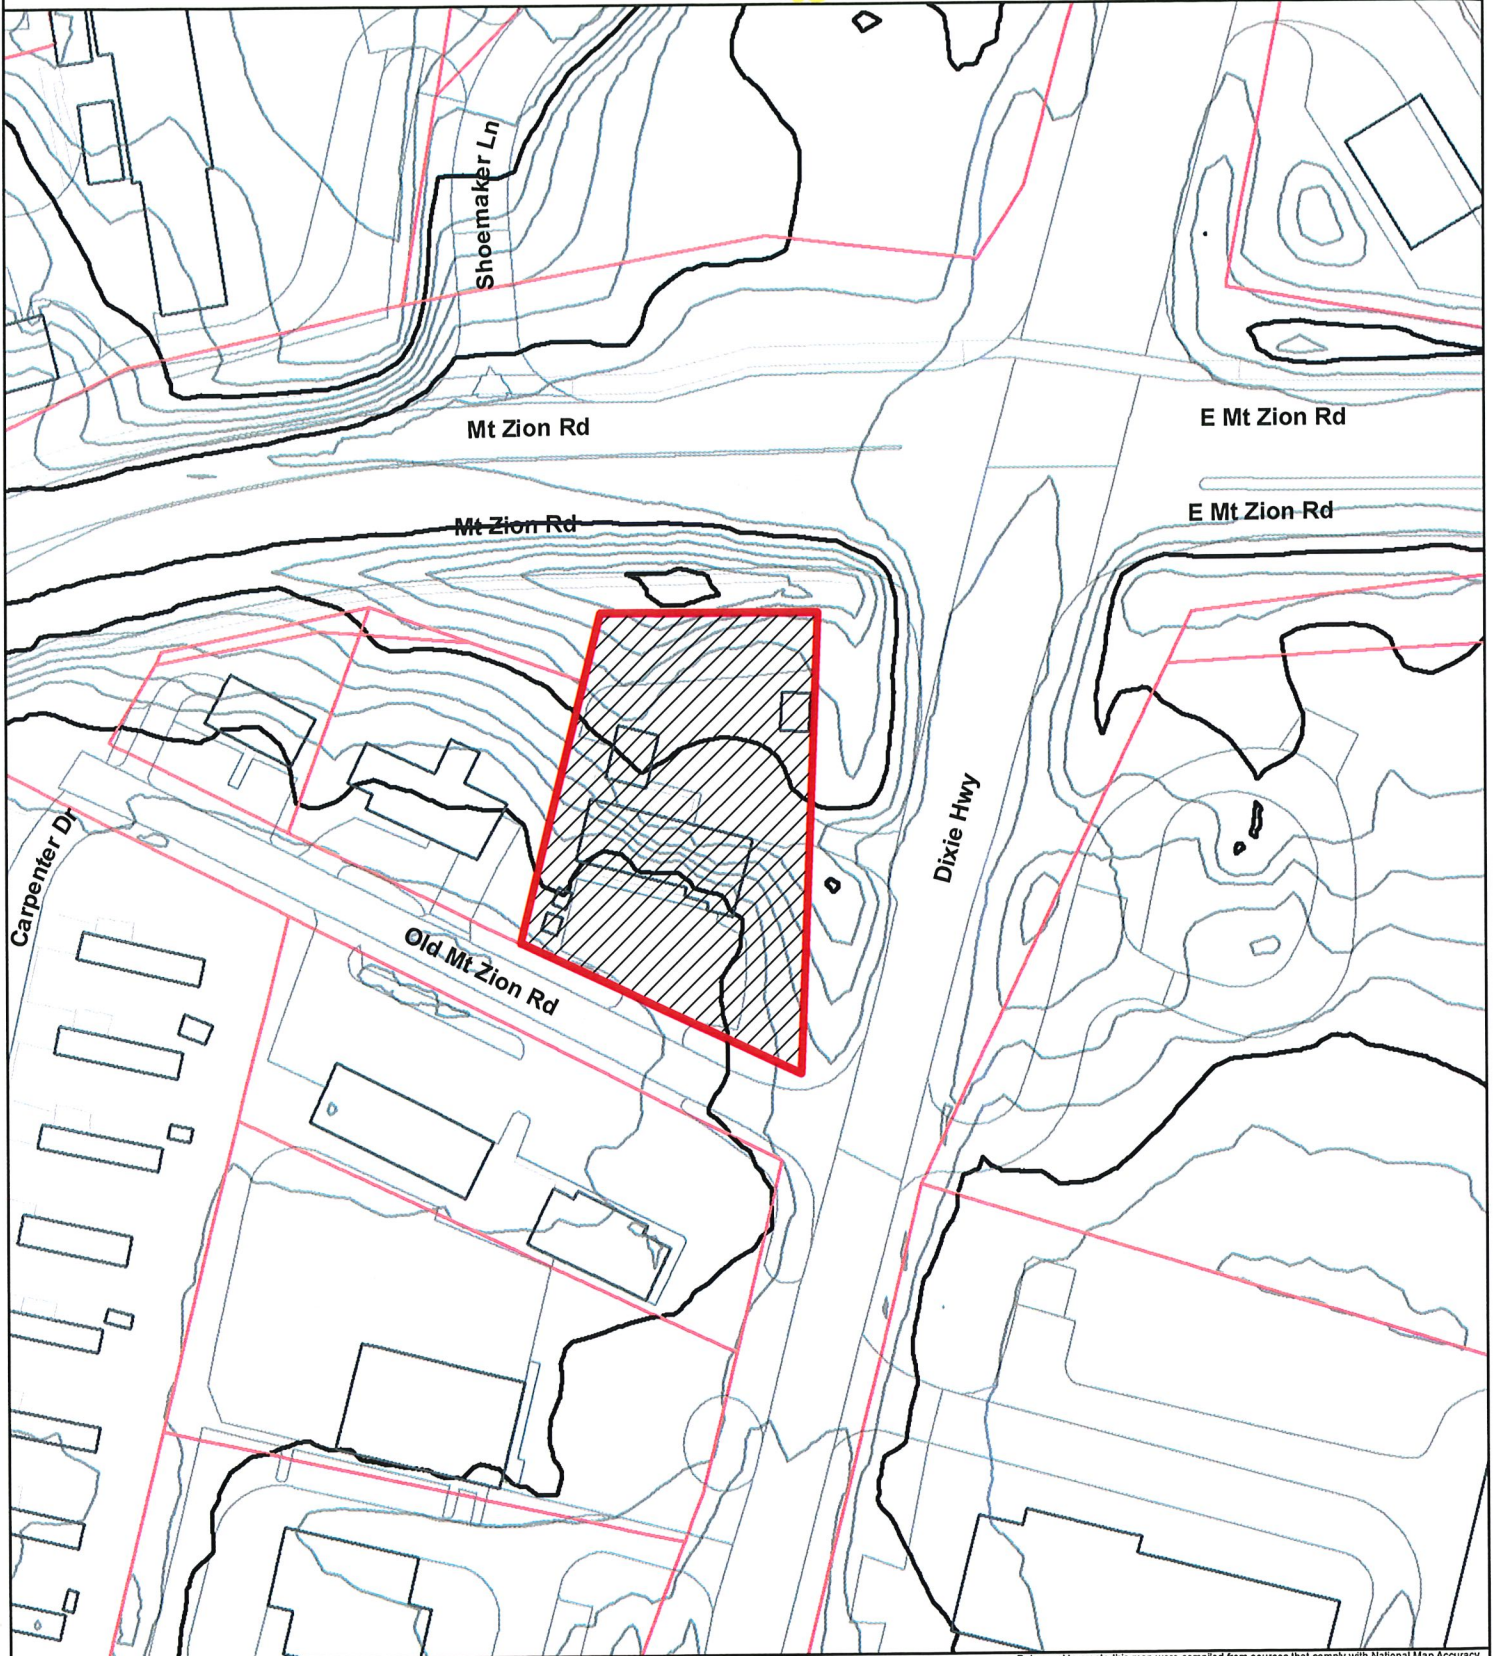 Shoemaker Ln
Mt Zion Rd
E Mt Zion Rd
Mt Zion Rd
E Mt Zion Rd
Dixie Hwy
Carpenter Dr
Old Mt Zion Rd